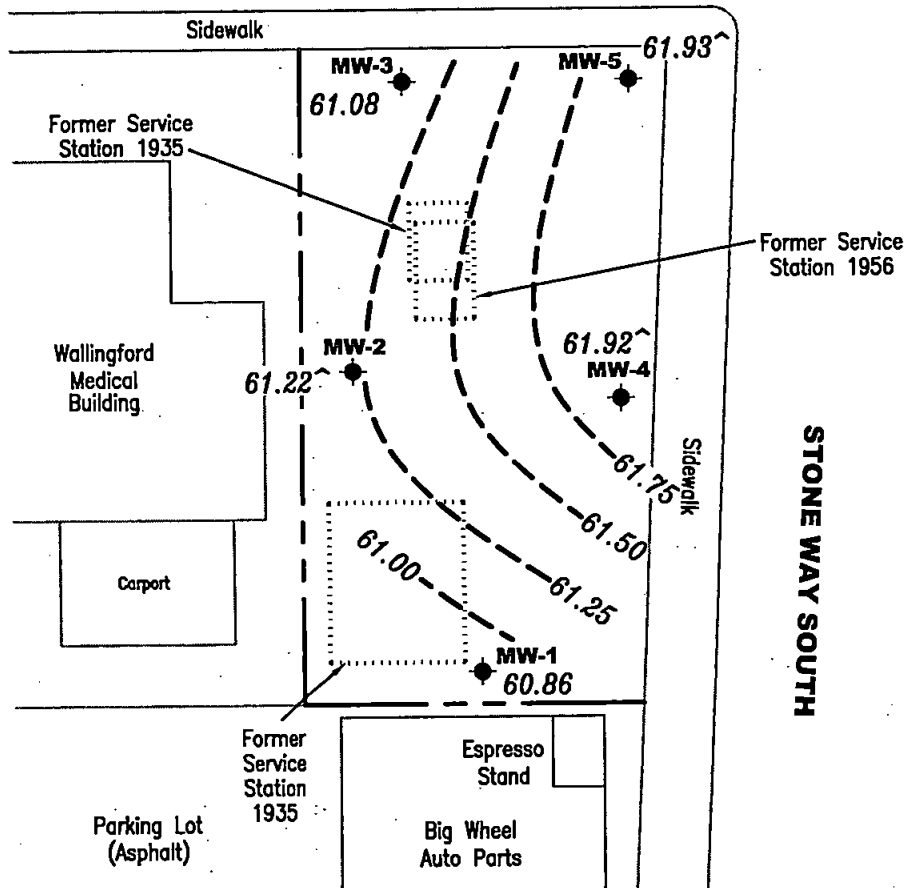 Sidewalk
MW-3
61.08
MW-5
61.93^
Former Service
Station 1935
Former Service
Station 1956
Wallingford
Medical
Building
MW-2
61.22^
61.92^
MW-4
Sidewalk
STONE WAY SOUTH
61.75
61.50
61.25
61.00
Carport
MW-1
60.86
Former
Service
Station
1935
Espresso
Stand
Parking Lot
(Asphalt)
Big Wheel
Auto Parts